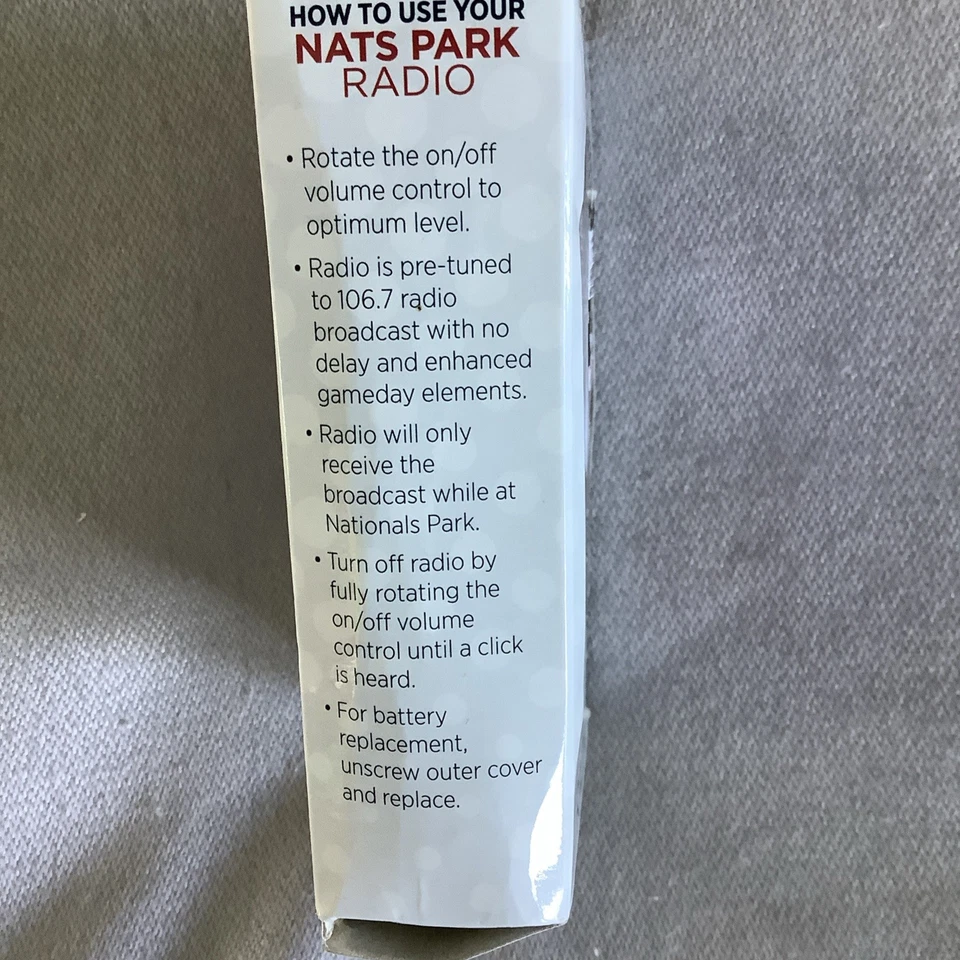 HOW TO USE YOUR
NATS PARK
RADIO
• Rotate the on/off
volume control to
optimum level.
• Radio is pre-tuned
to 106.7 radio
broadcast with no
delay and enhanced
gameday elements.
• Radio will only
receive the
broadcast while at
Nationals Park.
• Turn off radio by
fully rotating the
on/off volume
control until a click
is heard.
• For battery
replacement,
unscrew outer cover
and replace.